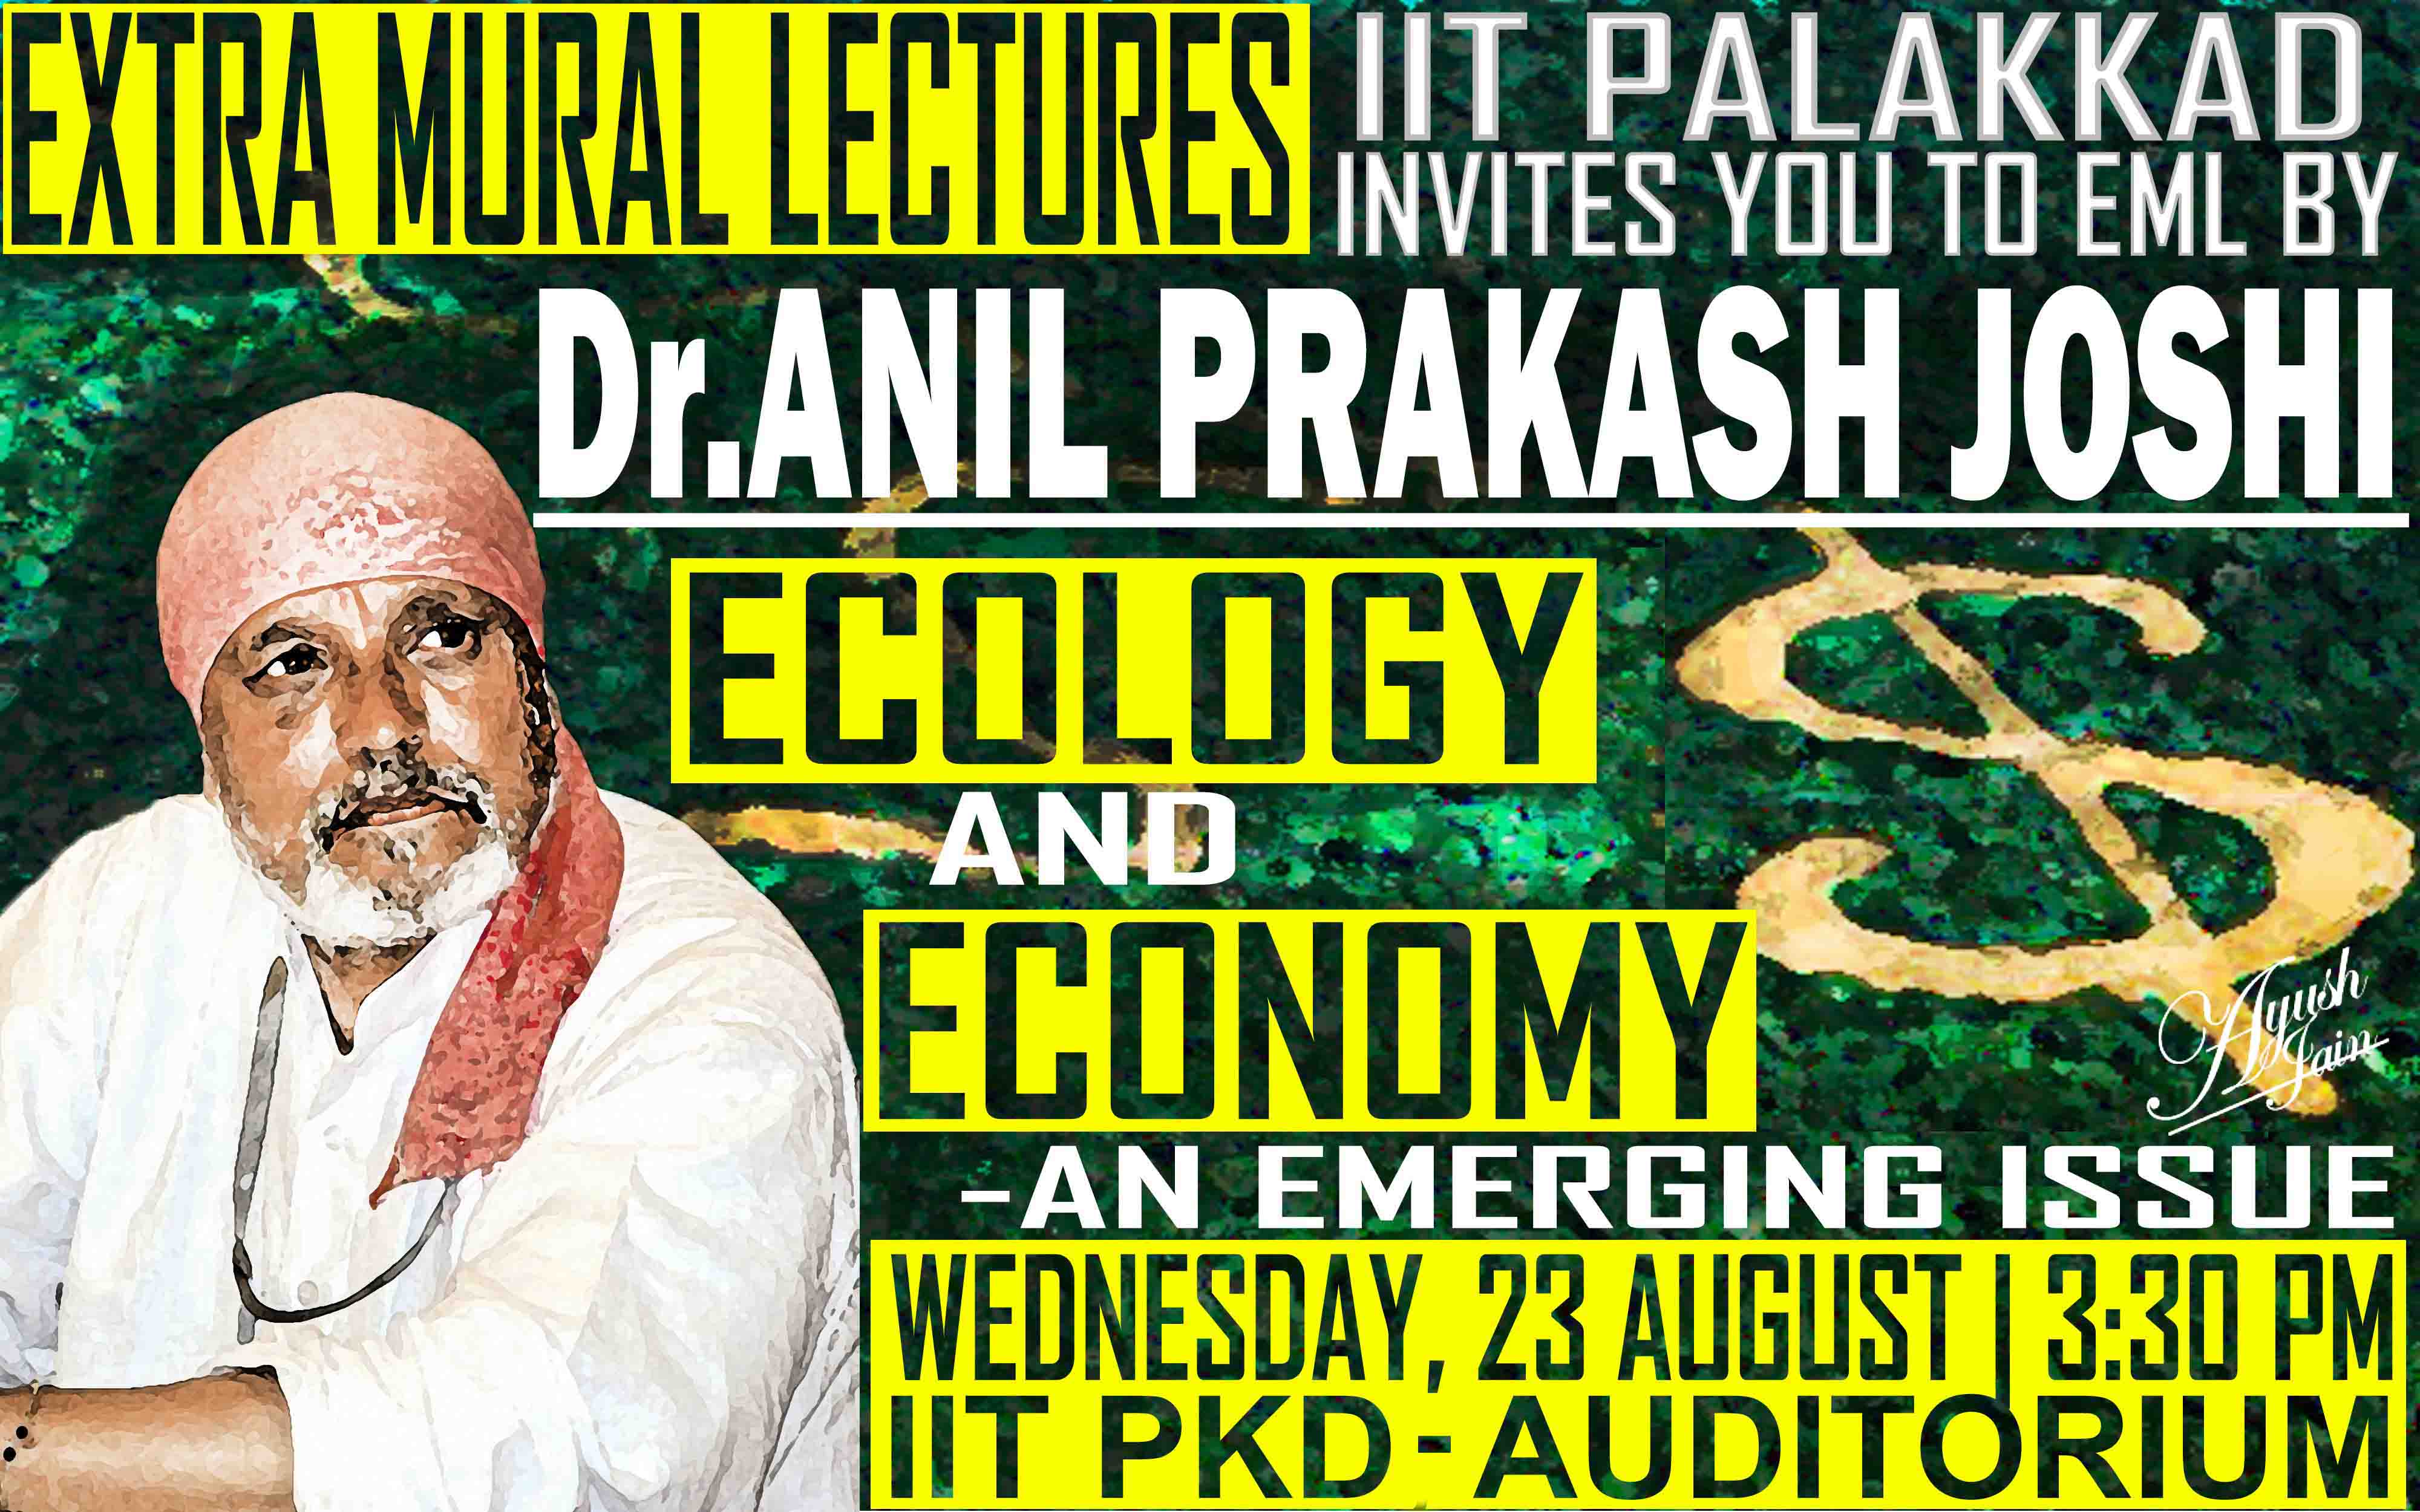 EXTRA MURAL LECTURES
IIT PALAKKAD
INVITES YOU TO EML BY
Dr.ANIL PRAKASH JOSHI
ECOLOGY
AND
ECONOMY
Ayush
Jain
-AN EMERGING ISSUE
WEDNESDAY, 23 AUGUST | 3:30 PM
IIT PKD-AUDITORIUM